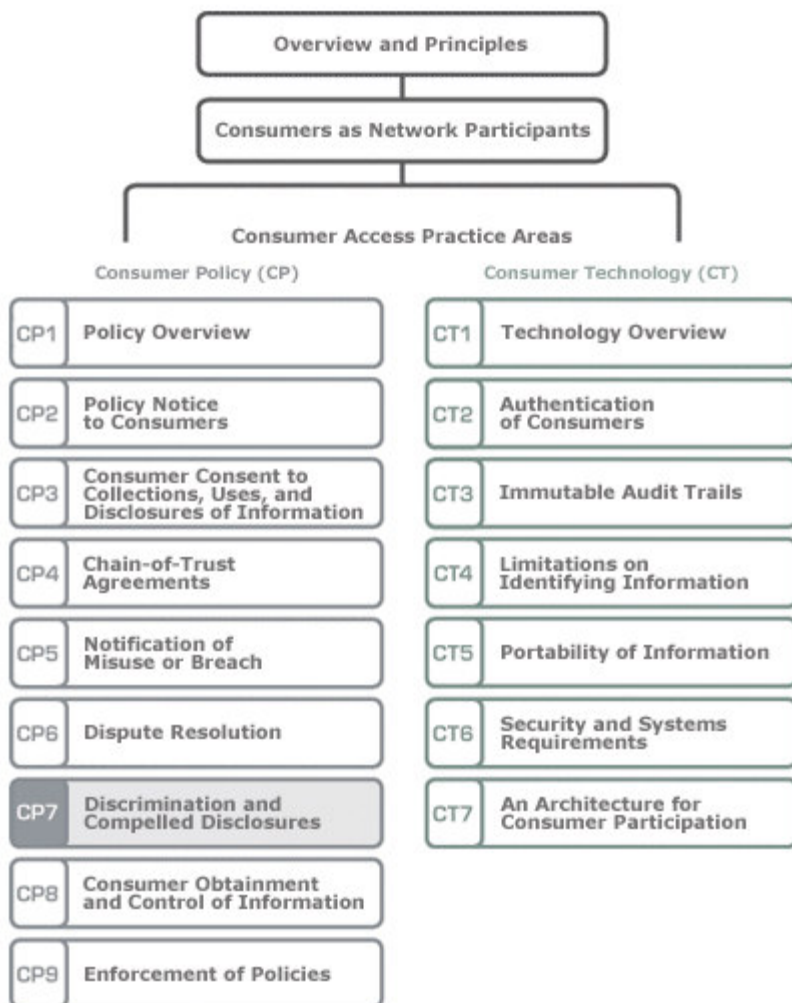 Overview and Principles
Consumers as Network Participants
Consumer Access Practice Areas
Consumer Policy (CP)
CP1 Policy Overview
CP2 Policy Notice
to Consumers
CP3 Consumer Consent to
Collections, Uses, and
Disclosures of Information
CP4 Chain-of-Trust
Agreements
CP5 Notification of
Misuse or Breach
CP6 Dispute Resolution
CP7 Discrimination and
Compelled Disclosures
CP8 Consumer Obtainment
and Control of Information
CP9 Enforcement of Policies
Consumer Technology (CT)
CT1 Technology Overview
CT2 Authentication
of Consumers
CT3 Immutable Audit Trails
CT4 Limitations on
Identifying Information
CT5 Portability of Information
CT6 Security and Systems
Requirements
CT7 An Architecture for
Consumer Participation